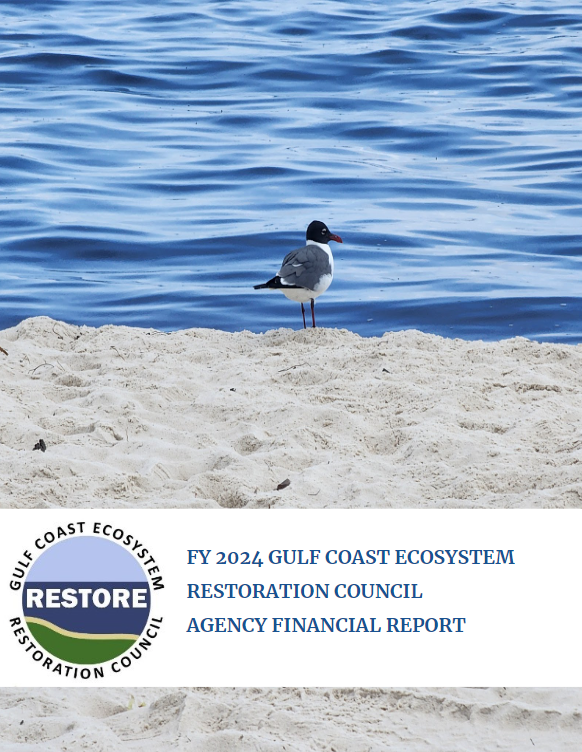 GULF COAST ECOSYSTEM
RESTORE
RESTORATION COUNCIL
FY 2024 GULF COAST ECOSYSTEM
RESTORATION COUNCIL
AGENCY FINANCIAL REPORT